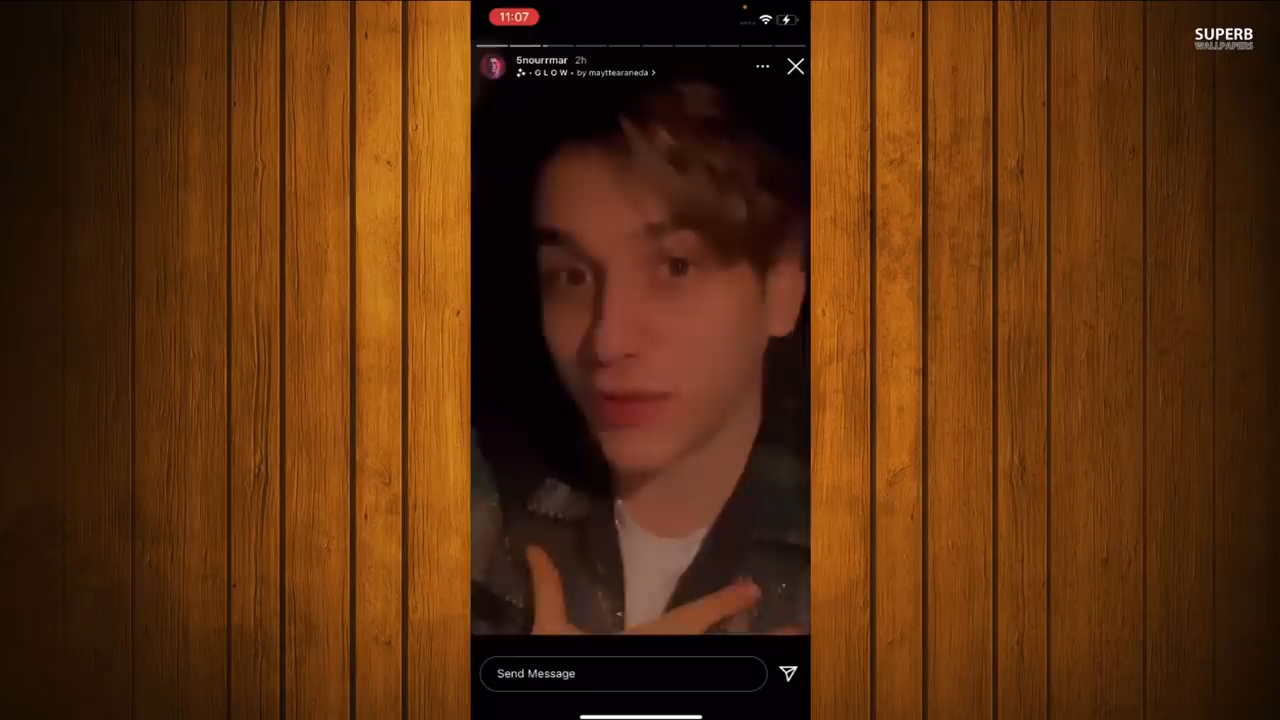 11:07
SUPERB
WALLPAPERS
5nourrmar 2h
• G L O W • by mayttearaneda >
Send Message